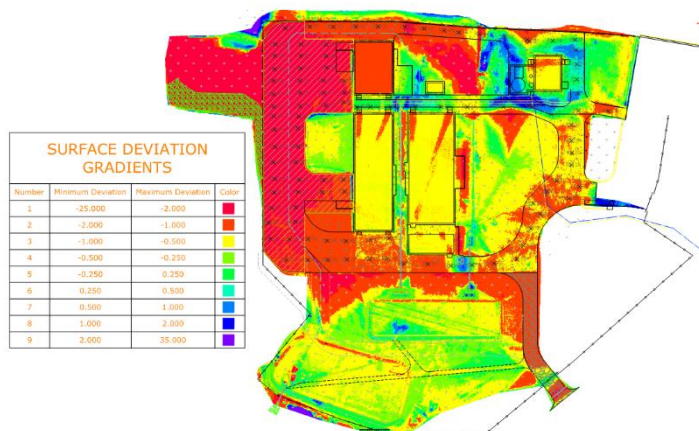 SURFACE DEVIATION
GRADIENTS
Number Minimum Deviation Maximum Deviation Color
1 -25.000 -2.000
2 -2.000 -1.000
3 -1.000 -0.500
4 -0.500 -0.250
5 -0.250 0.250
6 0.250 0.500
7 0.500 1.000
8 1.000 2.000
9 2.000 35.000